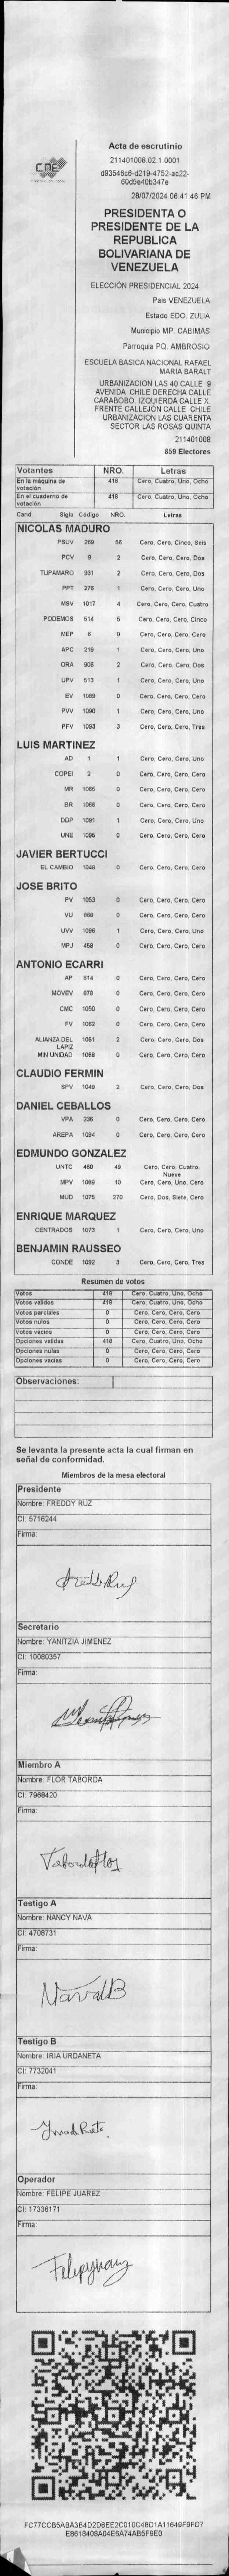 CNE
Acta de escrutinio
211401008.02.1.0001
d93546c6-d219-4752-ac22-
60d5e40b347e
28/07/2024 06:41:46 PM
PRESIDENTA O
PRESIDENTE DE LA
REPUBLICA
BOLIVARIANA DE
VENEZUELA
ELECCIÓN PRESIDENCIAL 2024
Pais VENEZUELA
Estado EDO. ZULIA
Municipio MP. CABIMAS
Parroquia PQ. AMBROSIO
ESCUELA BASICA NACIONAL RAFAEL
MARIA BARALT
URBANIZACION LAS 40 CALLE 9
AVENIDA CHILE DERECHA CALLE
CARABOBO. IZQUIERDA CALLE X.
FRENTE CALLEJÓN CALLE CHILE
URBANIZACIÓN LAS CUARENTA
SECTOR LAS ROSAS QUINTA
211401008
859 Electores
Votantes NRO. Letras
En la máquina de votación 418 Cero, Cuatro, Uno, Ocho
En el cuaderno de votación 418 Cero, Cuatro, Uno, Ocho
Cand. Sigla Código NRO. Letras
NICOLAS MADURO
PSUV 269 56 Cero, Cero, Cinco, Seis
PCV 9 2 Cero, Cero, Cero, Dos
TUPAMARO 931 2 Cero, Cero, Cero, Dos
PPT 276 1 Cero, Cero, Cero, Uno
MSV 1017 4 Cero, Cero, Cero, Cuatro
PODEMOS 514 5 Cero, Cero, Cero, Cinco
MEP 6 0 Cero, Cero, Cero, Cero
APC 219 1 Cero, Cero, Cero, Uno
ORA 906 2 Cero, Cero, Cero, Dos
UPV 513 1 Cero, Cero, Cero, Uno
EV 1089 0 Cero, Cero, Cero, Cero
PVV 1090 1 Cero, Cero, Cero, Uno
PFV 1093 3 Cero, Cero, Cero, Tres
LUIS MARTINEZ
AD 1 1 Cero, Cero, Cero, Uno
COPEI 2 0 Cero, Cero, Cero, Cero
MR 1065 0 Cero, Cero, Cero, Cero
BR 1066 0 Cero, Cero, Cero, Cero
DDP 1091 1 Cero, Cero, Cero, Uno
UNE 1095 0 Cero, Cero, Cero, Cero
JAVIER BERTUCCI
EL CAMBIO 1048 0 Cero, Cero, Cero, Cero
JOSE BRITO
PV 1053 0 Cero, Cero, Cero, Cero
VU 668 0 Cero, Cero, Cero, Cero
UVV 1096 1 Cero, Cero, Cero, Uno
MPJ 458 0 Cero, Cero, Cero, Cero
ANTONIO ECARRI
AP 814 0 Cero, Cero, Cero, Cero
MOVEV 878 0 Cero, Cero, Cero, Cero
CMC 1050 0 Cero, Cero, Cero, Cero
FV 1062 0 Cero, Cero, Cero, Cero
ALIANZA DEL LAPIZ 1051 2 Cero, Cero, Cero, Dos
MIN UNIDAD 1068 0 Cero, Cero, Cero, Cero
CLAUDIO FERMIN
SPV 1049 2 Cero, Cero, Cero, Dos
DANIEL CEBALLOS
VPA 236 0 Cero, Cero, Cero, Cero
AREPA 1094 0 Cero, Cero, Cero, Cero
EDMUNDO GONZALEZ
UNTC 460 49 Cero, Cero, Cuatro, Nueve
MPV 1069 10 Cero, Cero, Uno, Cero
MUD 1075 270 Cero, Dos, Siete, Cero
ENRIQUE MARQUEZ
CENTRADOS 1073 1 Cero, Cero, Cero, Uno
BENJAMIN RAUSSEO
CONDE 1092 3 Cero, Cero, Cero, Tres
Resumen de votos
Votos 418 Cero, Cuatro, Uno, Ocho
Votos validos 418 Cero, Cuatro, Uno, Ocho
Votos parciales 0 Cero, Cero, Cero, Cero
Votos nulos 0 Cero, Cero, Cero, Cero
Votos vacios 0 Cero, Cero, Cero, Cero
Opciones validas 418 Cero, Cuatro, Uno, Ocho
Opciones nulas 0 Cero, Cero, Cero, Cero
Opciones vacias 0 Cero, Cero, Cero, Cero
Observaciones:
Se levanta la presente acta la cual firman en
señal de conformidad.
Miembros de la mesa electoral
Presidente
Nombre: FREDDY RUZ
CI: 5716244
Firma:
Secretario
Nombre: YANITZIA JIMENEZ
CI: 10080357
Firma:
Miembro A
Nombre: FLOR TABORDA
CI: 7968420
Firma:
Taborda Flor
Testigo A
Nombre: NANCY NAVA
CI: 4708731
Firma:
Testigo B
Nombre: IRIA URDANETA
CI: 7732041
Firma:
Operador
Nombre: FELIPE JUAREZ
CI: 17336171
Firma:
FC77CCB5ABA3B4D2D8EE2C010C48D1A11649F9FD7
EB618408A04E6A74AB5F9E0